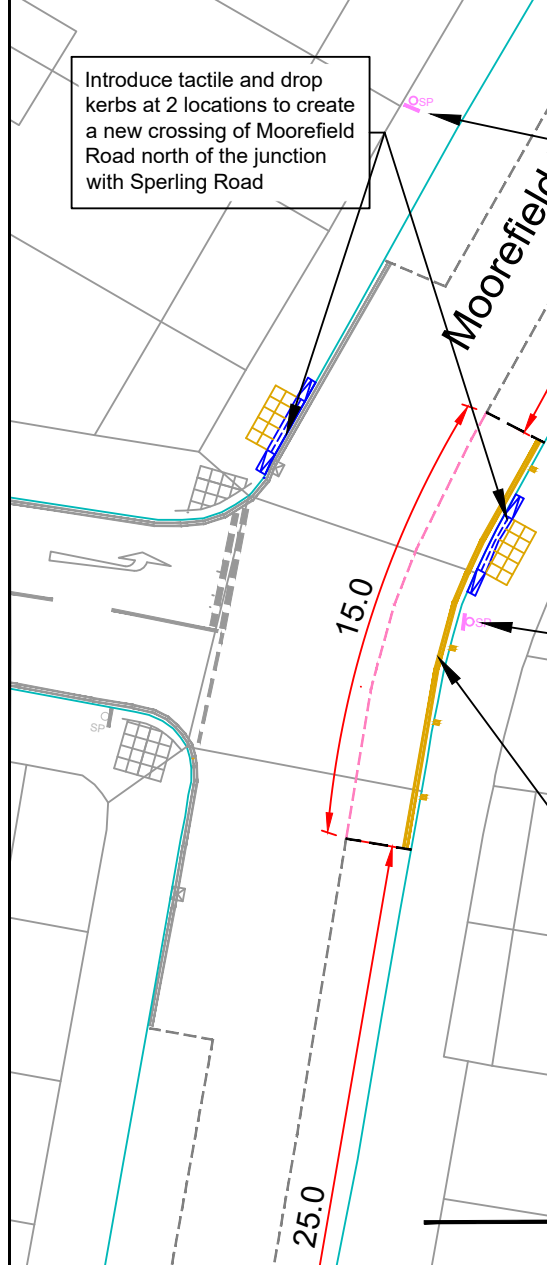 Introduce tactile and drop
kerbs at 2 locations to create
a new crossing of Moorefield
Road north of the junction
with Sperling Road
SP
Moorefield
15.0
SP
SP
25.0